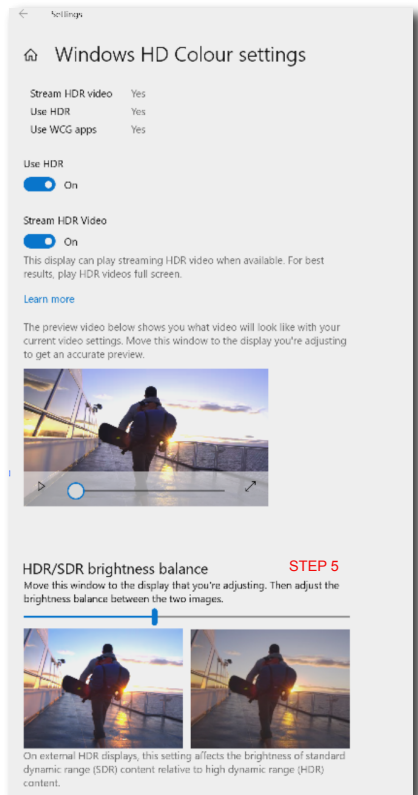 Settings
Windows HD Colour settings
Stream HDR video Yes
Use HDR Yes
Use WCG apps Yes
Use HDR
On
Stream HDR Video
On
This display can play streaming HDR video when available. For best
results, play HDR videos full screen.
Learn more
The preview video below shows you what video will look like with your
current video settings. Move this window to the display you're adjusting
to get an accurate preview.
HDR/SDR brightness balance STEP 5
Move this window to the display that you're adjusting. Then adjust the
brightness balance between the two images.
On external HDR displays, this setting affects the brightness of standard
dynamic range (SDR) content relative to high dynamic range (HDR)
content.